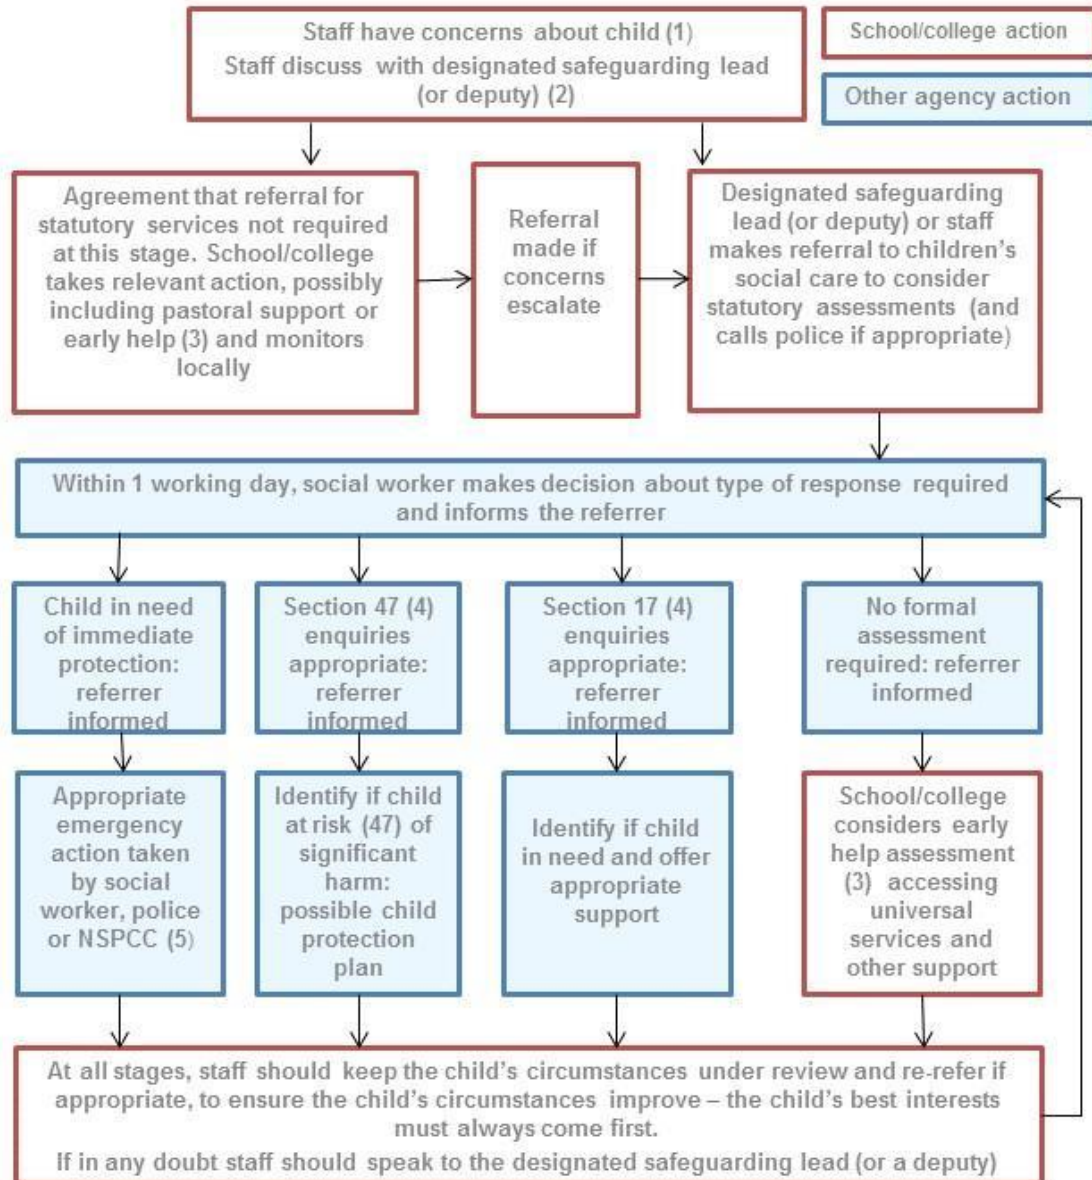 Staff have concerns about child (1)
Staff discuss with designated safeguarding lead
(or deputy) (2)
School/college action
Other agency action
Agreement that referral for
statutory services not required
at this stage. School/college
takes relevant action, possibly
including pastoral support or
early help (3) and monitors
locally
Referral
made if
concerns
escalate
Designated safeguarding
lead (or deputy) or staff
makes referral to children's
social care to consider
statutory assessments (and
calls police if appropriate)
Within 1 working day, social worker makes decision about type of response required
and informs the referrer
Child in need
of immediate
protection:
referrer
informed
Section 47 (4)
enquiries
appropriate:
referrer
informed
Section 17 (4)
enquiries
appropriate:
referrer
informed
No formal
assessment
required: referrer
informed
Appropriate
emergency
action taken
by social
worker, police
or NSPCC (5)
Identify if child
at risk (47) of
significant
harm:
possible child
protection
plan
Identify if child
in need and offer
appropriate
support
School/college
considers early
help assessment
(3) accessing
universal
services and
other support
At all stages, staff should keep the child's circumstances under review and re-refer if
appropriate, to ensure the child's circumstances improve – the child's best interests
must always come first.
If in any doubt staff should speak to the designated safeguarding lead (or a deputy)